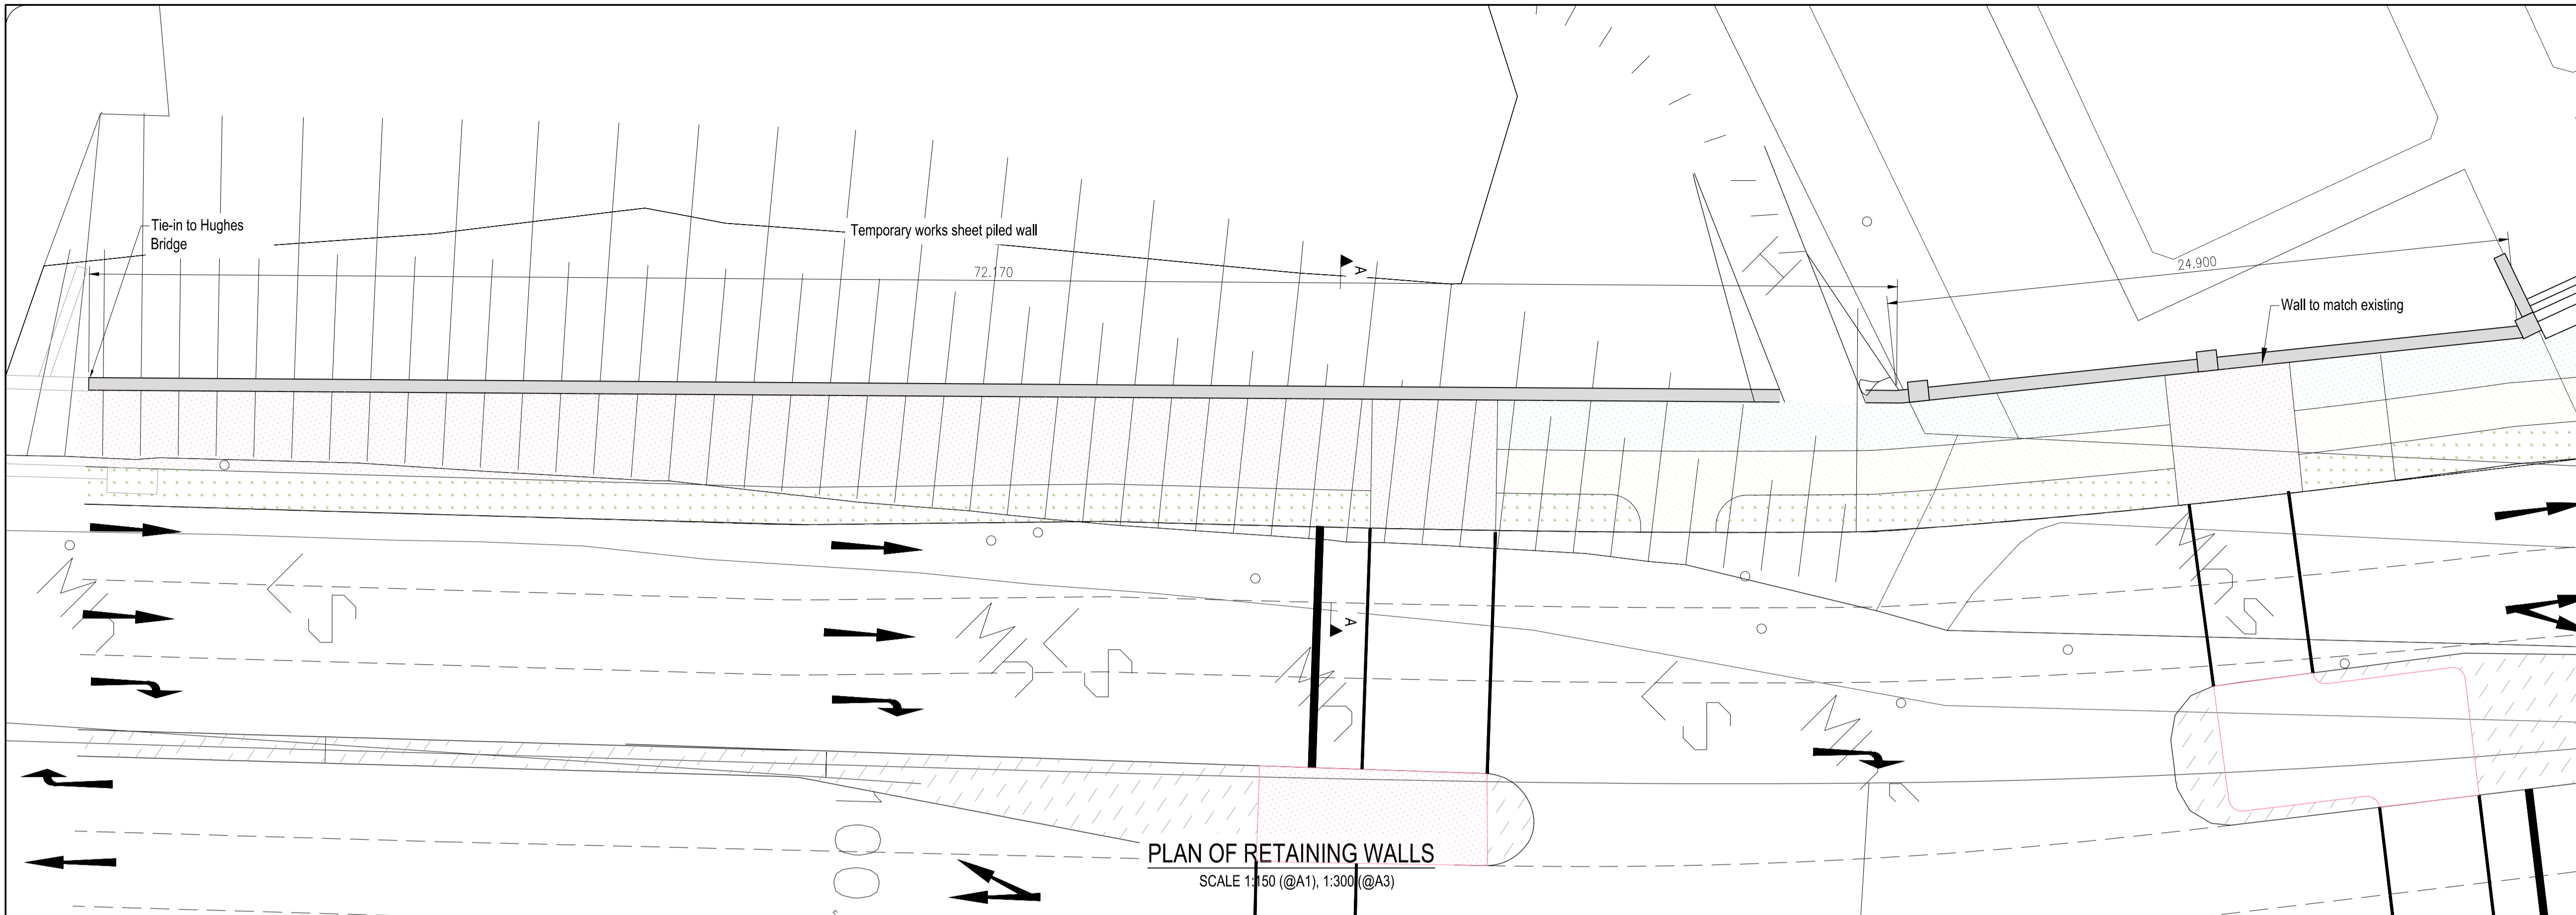 Tie-in to Hughes
Bridge
Temporary works sheet piled wall
72.170
A
24.900
Wall to match existing
A
PLAN OF RETAINING WALLS
SCALE 1:150 (@A1), 1:300 (@A3)